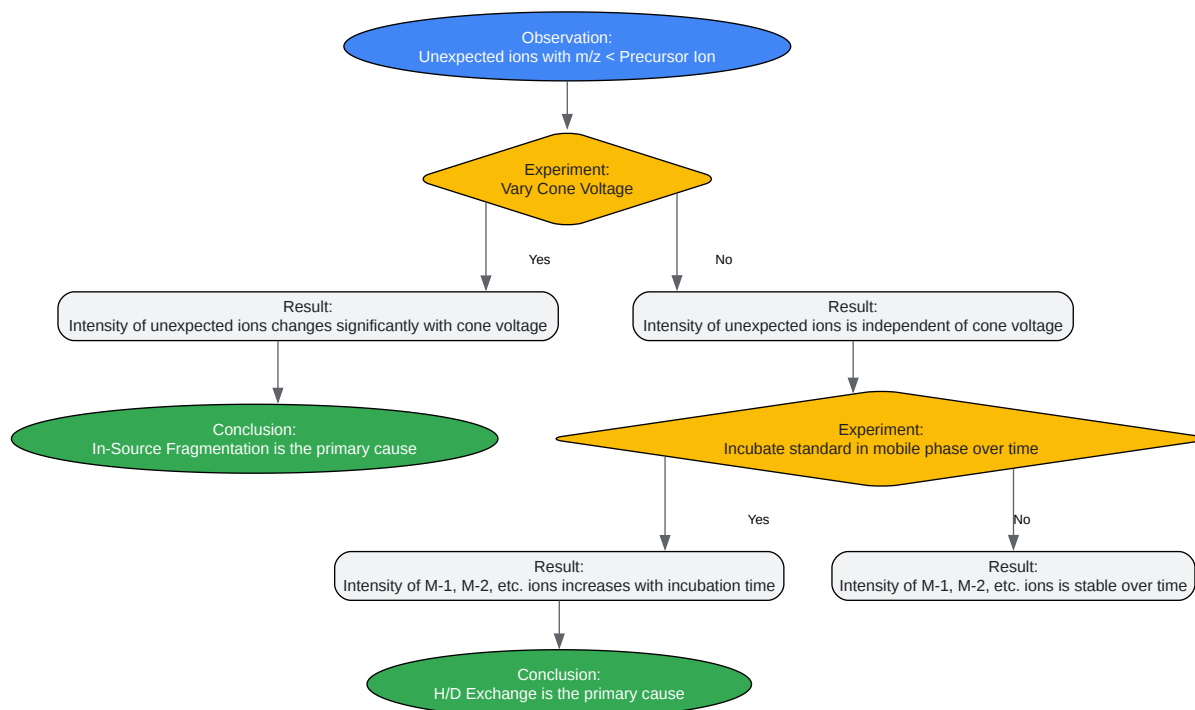 Observation:
Unexpected ions with m/z < Precursor Ion
Experiment:
Vary Cone Voltage
Yes
No
Result:
Intensity of unexpected ions changes significantly with cone voltage
Result:
Intensity of unexpected ions is independent of cone voltage
Conclusion:
In-Source Fragmentation is the primary cause
Experiment:
Incubate standard in mobile phase over time
Yes
No
Result:
Intensity of M-1, M-2, etc. ions increases with incubation time
Result:
Intensity of M-1, M-2, etc. ions is stable over time
Conclusion:
H/D Exchange is the primary cause